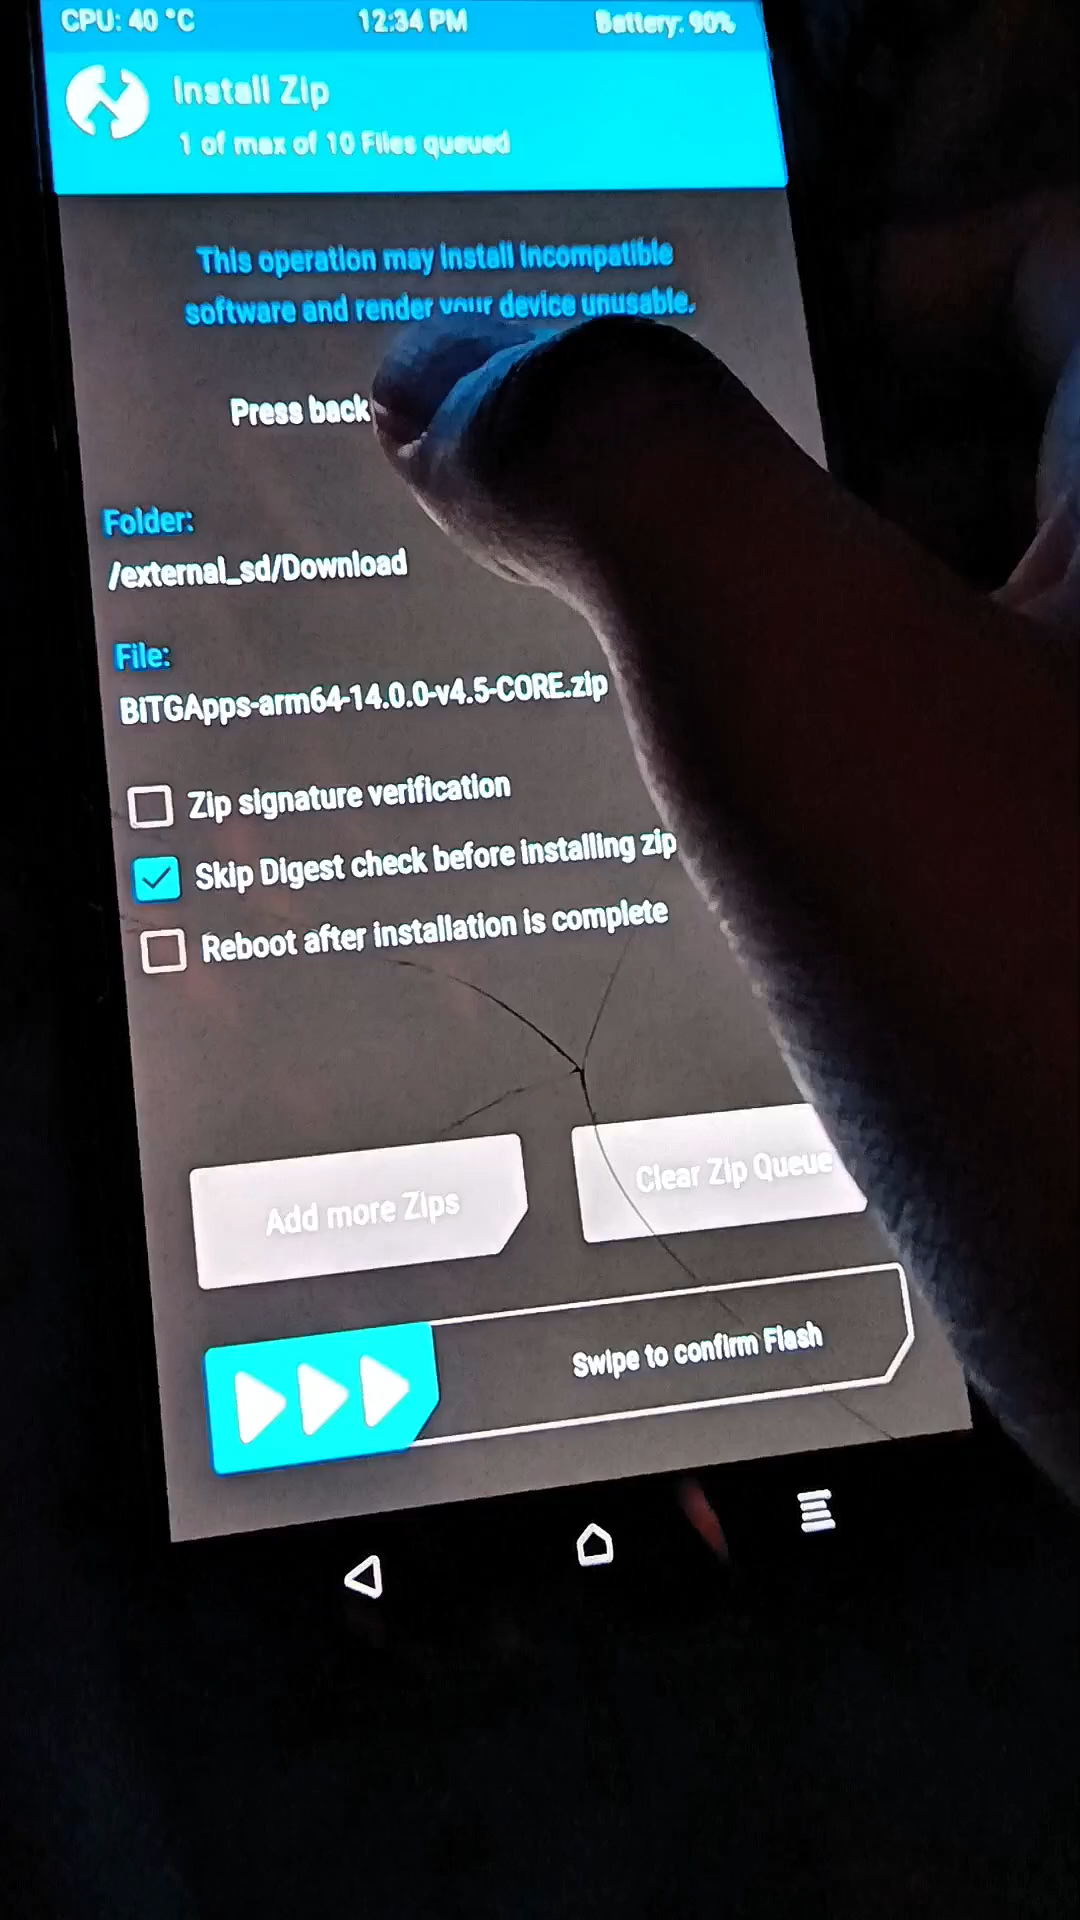 CPU: 40 °C 12:34 PM Battery: 90%
Install Zip
1 of max of 10 Files queued
This operation may install incompatible
software and render your device unusable.
Press back
Folder:
/external_sd/Download
File:
BiTGApps-arm64-14.0.0-v4.5-CORE.zip
Zip signature verification
Skip Digest check before installing zip
Reboot after installation is complete
Add more Zips Clear Zip Queue
Swipe to confirm Flash